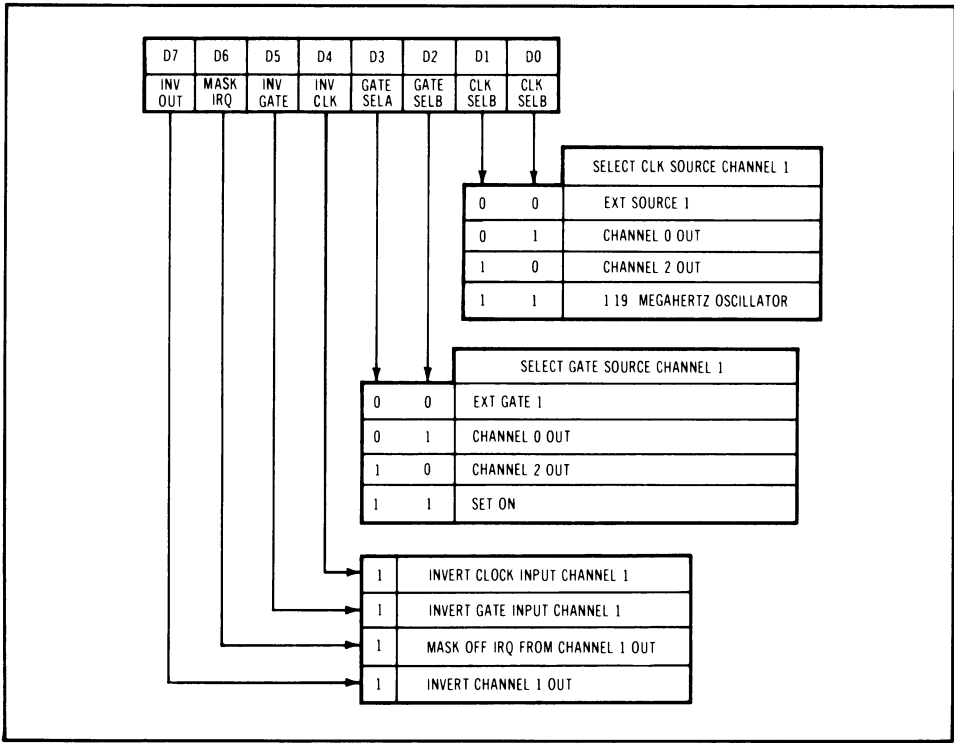 D7 D6 D5 D4 D3 D2 D1 D0
INV OUT MASK IRQ INV GATE INV CLK GATE SELA GATE SELB CLK SELB CLK SELB
SELECT CLK SOURCE CHANNEL 1
0 0 EXT SOURCE 1
0 1 CHANNEL 0 OUT
1 0 CHANNEL 2 OUT
1 1 1 19 MEGAHERTZ OSCILLATOR
SELECT GATE SOURCE CHANNEL 1
0 0 EXT GATE 1
0 1 CHANNEL 0 OUT
1 0 CHANNEL 2 OUT
1 1 SET ON
1 INVERT CLOCK INPUT CHANNEL 1
1 INVERT GATE INPUT CHANNEL 1
1 MASK OFF IRQ FROM CHANNEL 1 OUT
1 INVERT CHANNEL 1 OUT